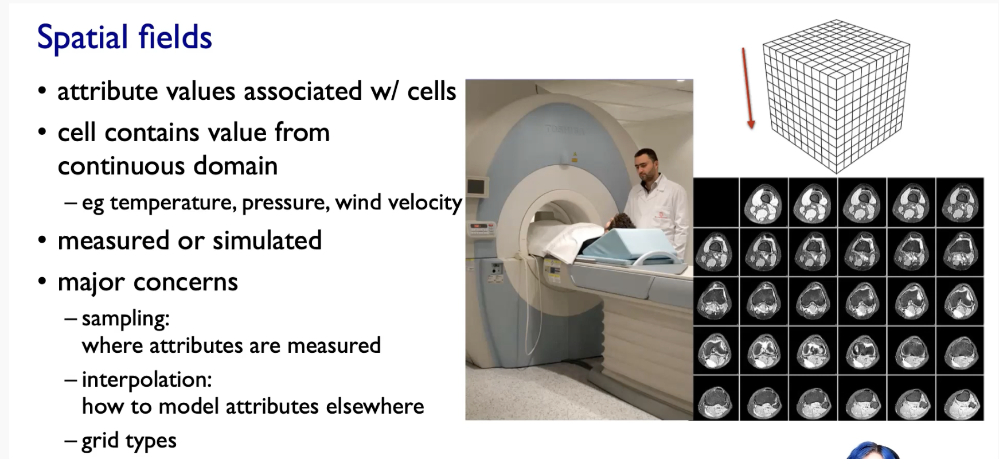 Spatial fields
• attribute values associated w/ cells
• cell contains value from
continuous domain
– eg temperature, pressure, wind velocity
• measured or simulated
• major concerns
– sampling:
where attributes are measured
– interpolation:
how to model attributes elsewhere
– grid types